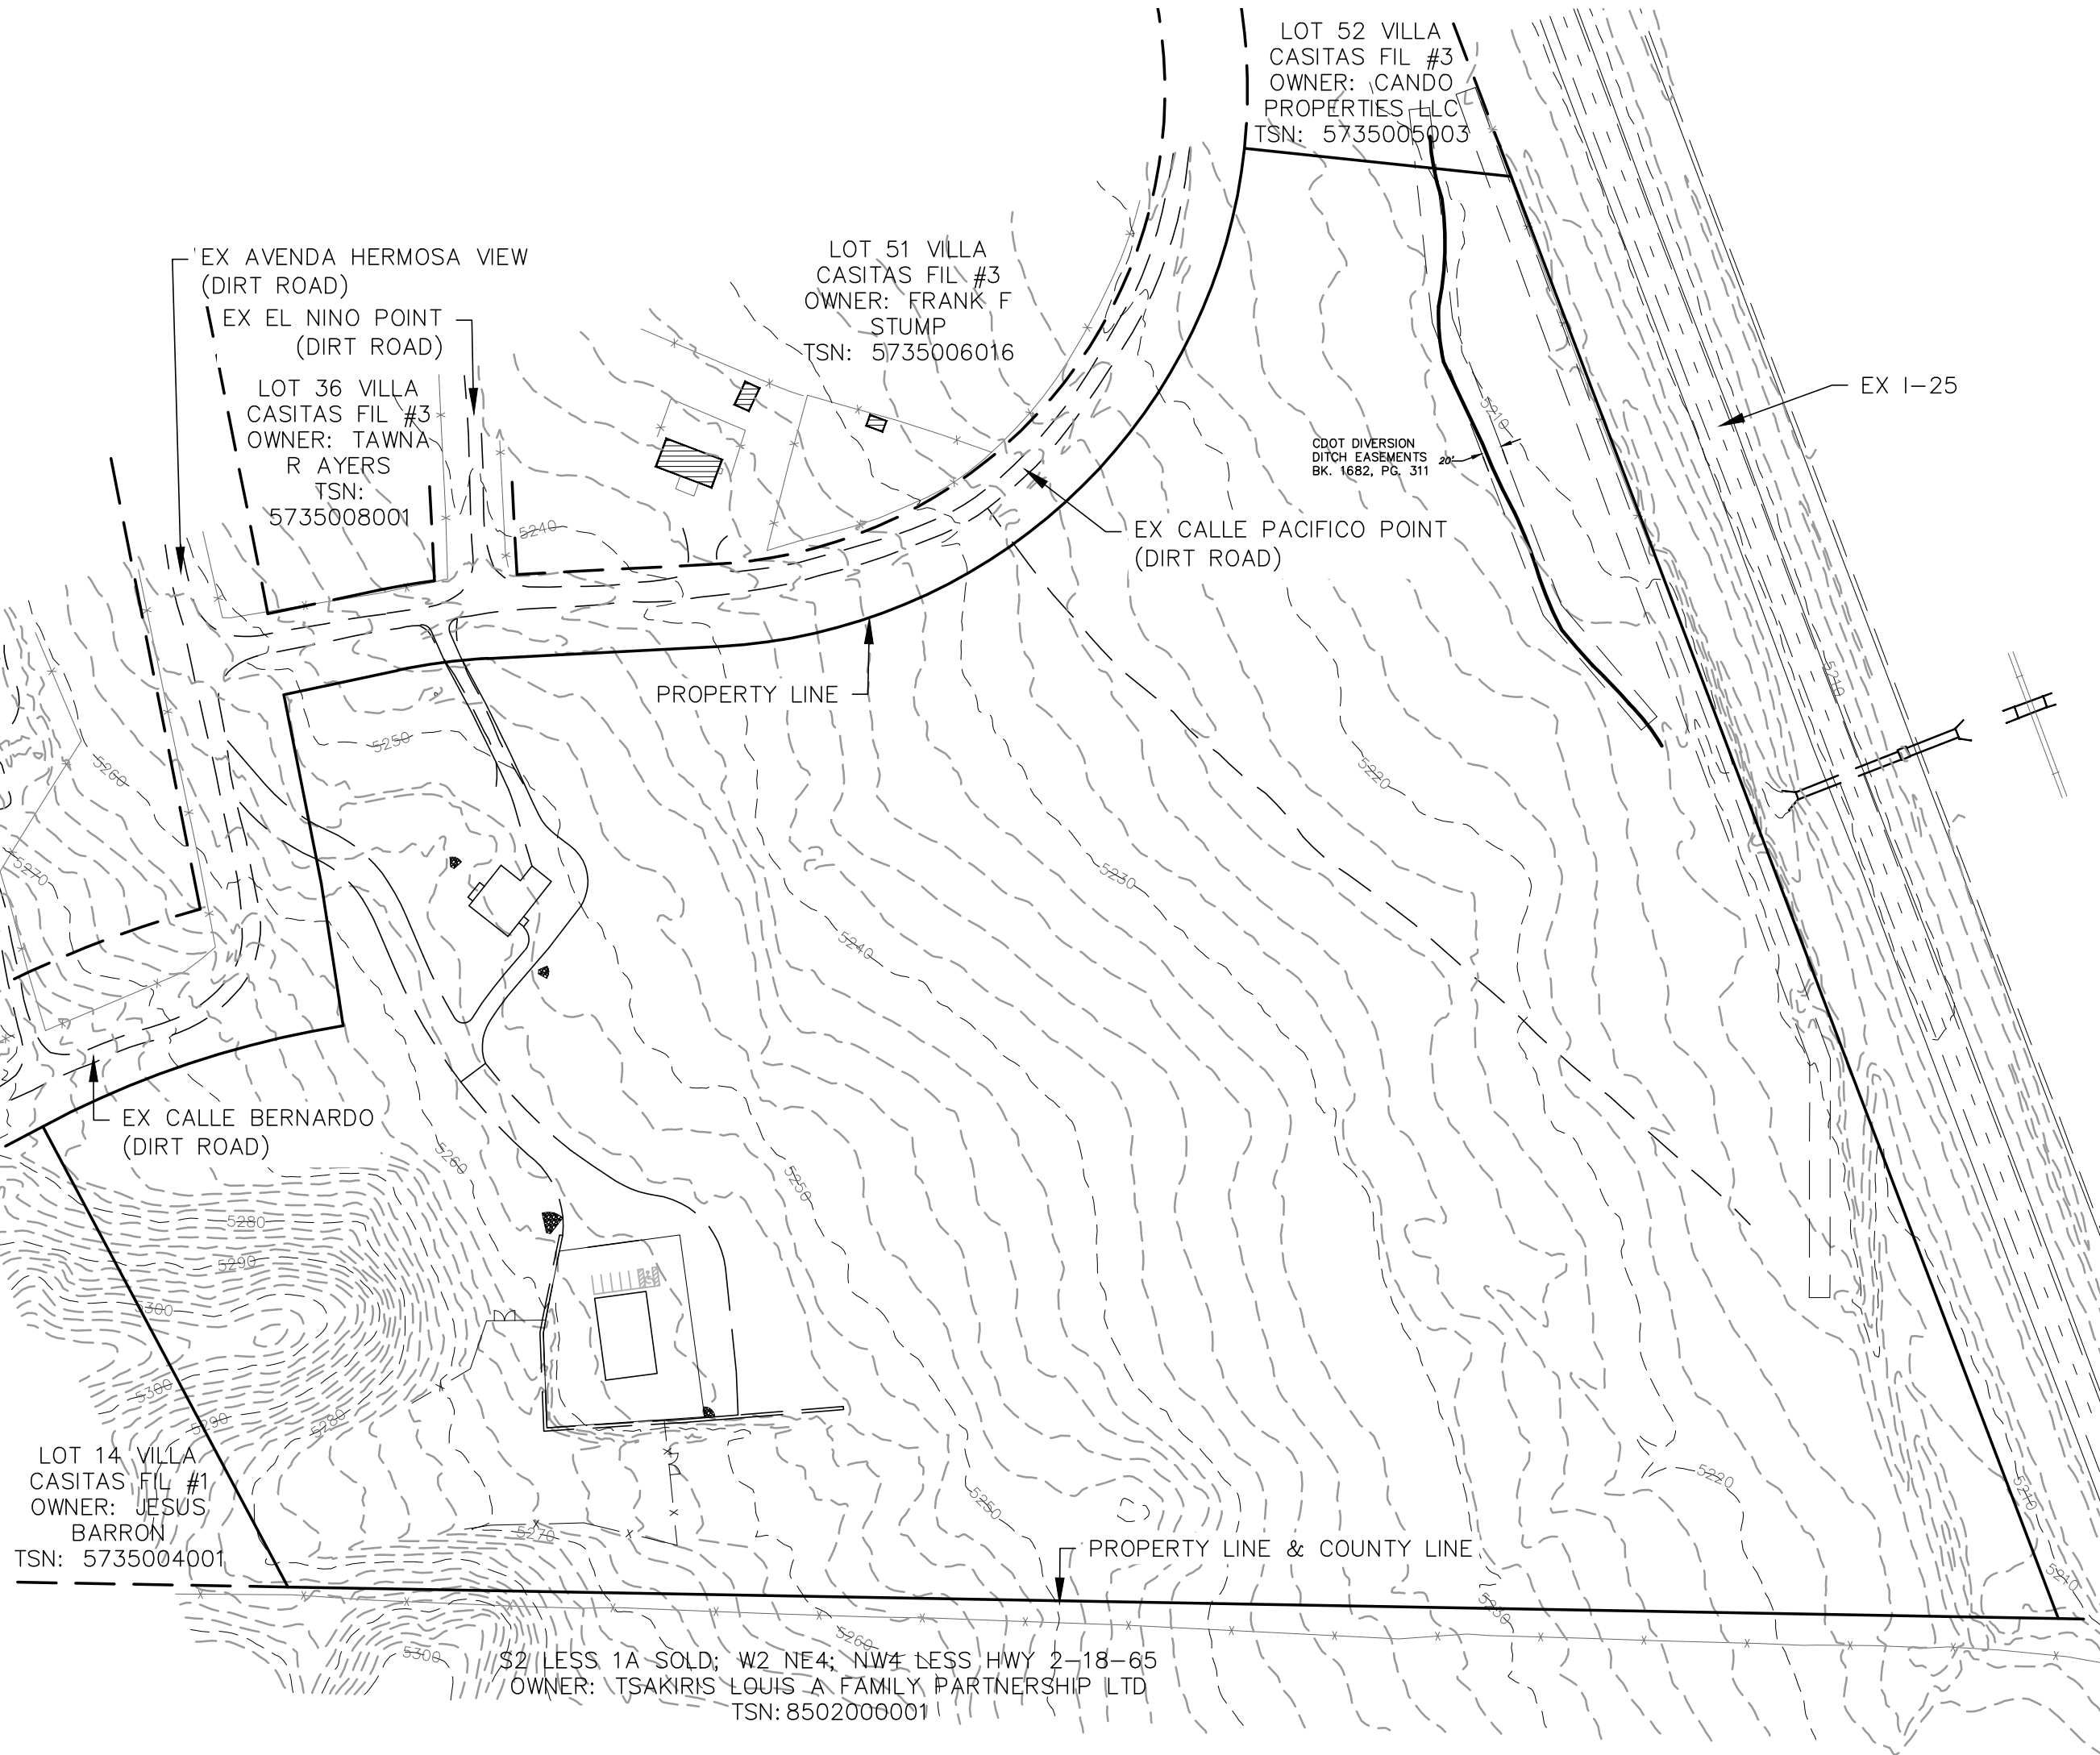 LOT 52 VILLA
CASITAS FIL #3
OWNER: CANDO
PROPERTIES LLC
TSN: 5735005003
EX AVENDA HERMOSA VIEW
(DIRT ROAD)
EX EL NINO POINT
(DIRT ROAD)
LOT 51 VILLA
CASITAS FIL #3
OWNER: FRANK F
STUMP
TSN: 5735006016
LOT 36 VILLA
CASITAS FIL #3
OWNER: TAWNA
R AYERS
TSN:
5735008001
EX I-25
5210
CDOT DIVERSION
DITCH EASEMENTS
BK. 1682, PG. 311
20'
5240
EX CALLE PACIFICO POINT
(DIRT ROAD)
PROPERTY LINE
5210
5250
5260
5220
5270
5230
5240
EX CALLE BERNARDO
(DIRT ROAD)
5260
5250
5280
5290
5300
5300
5290
5280
LOT 14 VILLA
CASITAS FIL #1
OWNER: JESUS
BARRON
TSN: 5735004001
5220
5210
5250
5270
PROPERTY LINE & COUNTY LINE
5210
5230
5260
5300
S2 LESS 1A SOLD; W2 NE4; NW4 LESS HWY 2-18-65
OWNER: TSAKIRIS LOUIS A FAMILY PARTNERSHIP LTD
TSN: 8502000001